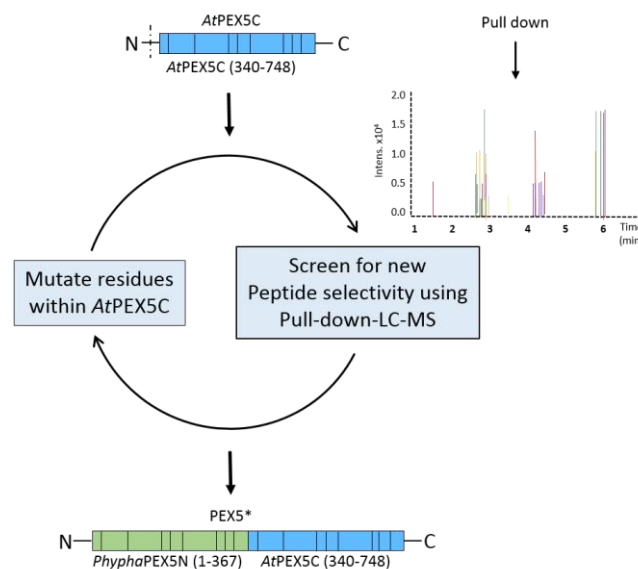 AtPEX5C
N
C
AtPEX5C (340-748)
Pull down
Intens. x10⁴
2.0
1.5
1.0
0.5
0.0
1 2 3 4 5 6
Time
(min
Mutate residues
within AtPEX5C
Screen for new
Peptide selectivity using
Pull-down-LC-MS
PEX5*
N
C
PhyphaPEX5N (1-367) AtPEX5C (340-748)